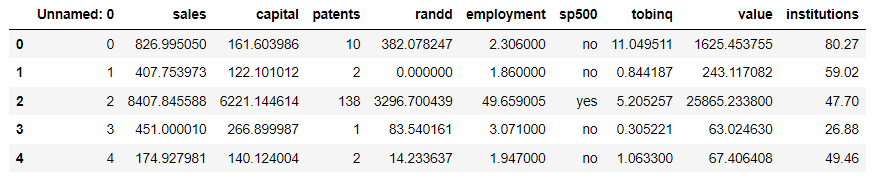 Unnamed: 0 sales capital patents randd employment sp500 tobinq value institutions
0 0 826.995050 161.603986 10 382.078247 2.306000 no 11.049511 1625.453755 80.27
1 1 407.753973 122.101012 2 0.000000 1.860000 no 0.844187 243.117082 59.02
2 2 8407.845588 6221.144614 138 3296.700439 49.659005 yes 5.205257 25865.233800 47.70
3 3 451.000010 266.899987 1 83.540161 3.071000 no 0.305221 63.024630 26.88
4 4 174.927981 140.124004 2 14.233637 1.947000 no 1.063300 67.406408 49.46